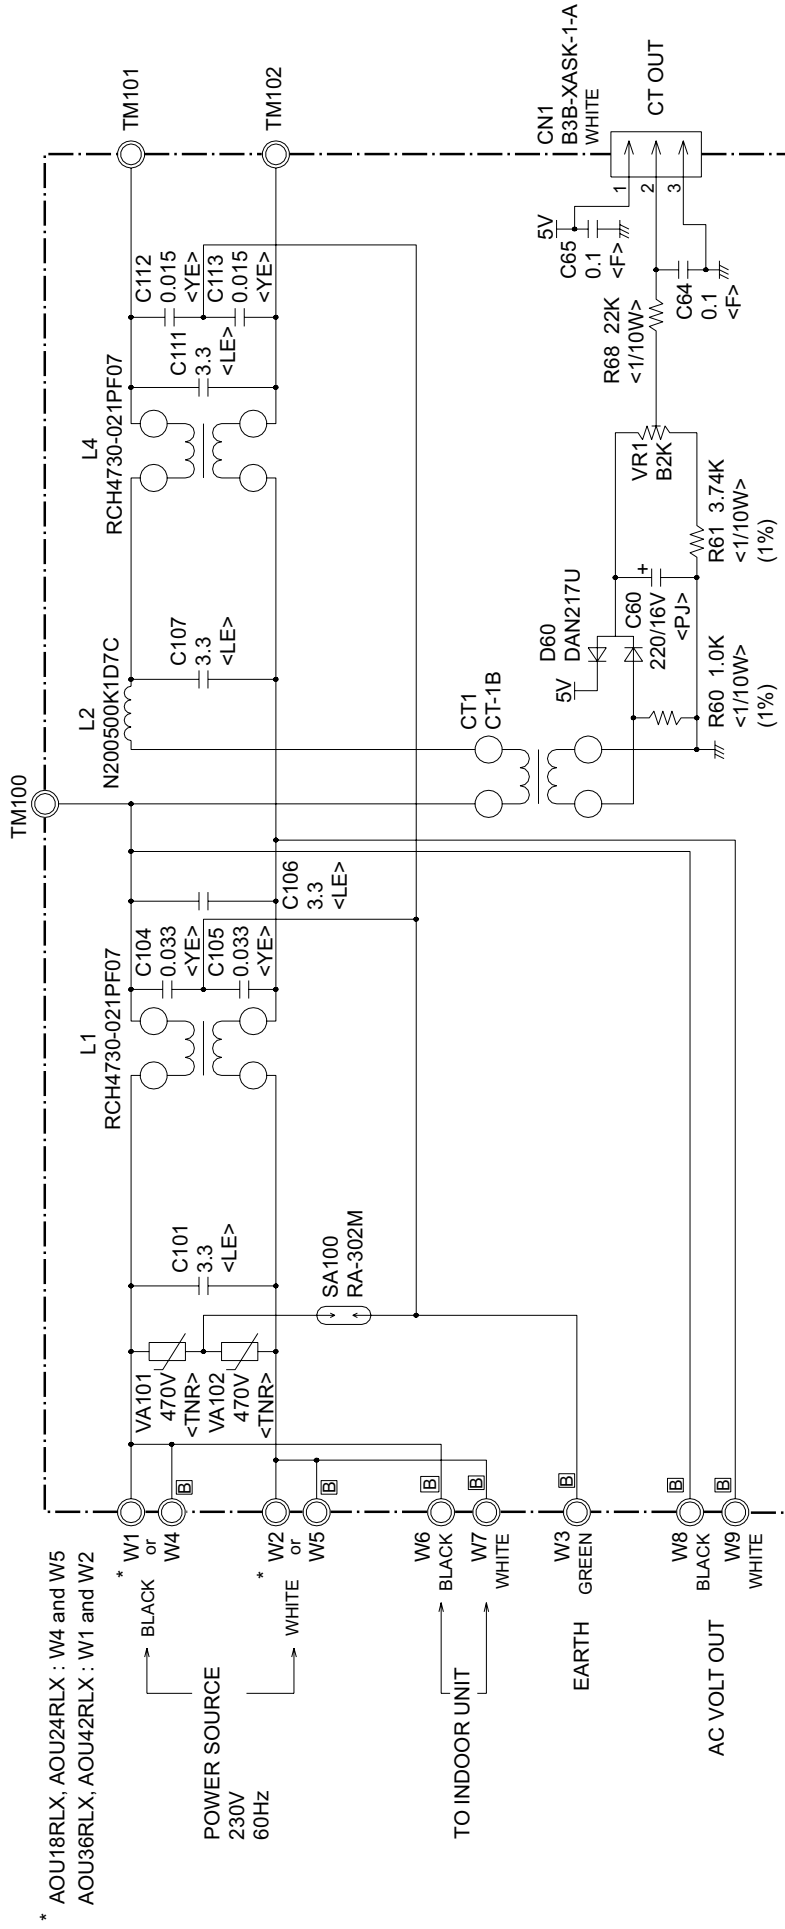 * AOU18RLX, AOU24RLX : W4 and W5
AOU36RLX, AOU42RLX : W1 and W2
POWER SOURCE
230V
60Hz
BLACK
WHITE
*
W1
or
W4
B
*
W2
or
W5
B
TO INDOOR UNIT
W6
BLACK
B
W7
WHITE
B
EARTH
W3
GREEN
B
AC VOLT OUT
W8
BLACK
B
W9
WHITE
B
VA101
470V
<TNR>
VA102
470V
<TNR>
C101
3.3
<LE>
SA100
RA-302M
L1
RCH4730-021PF07
C104
0.033
<YE>
C105
0.033
<YE>
C106
3.3
<LE>
TM100
L2
N200500K1D7C
C107
3.3
<LE>
CT1
CT-1B
L4
RCH4730-021PF07
C111
3.3
<LE>
C112
0.015
<YE>
C113
0.015
<YE>
TM101
TM102
5V
D60
DAN217U
R60 1.0K
<1/10W>
(1%)
C60
220/16V
<PJ>
+
R61 3.74K
<1/10W>
(1%)
VR1
B2K
R68 22K
<1/10W>
C64
0.1
<F>
5V
C65
0.1
<F>
1
2
3
CN1
B3B-XASK-1-A
WHITE
CT OUT